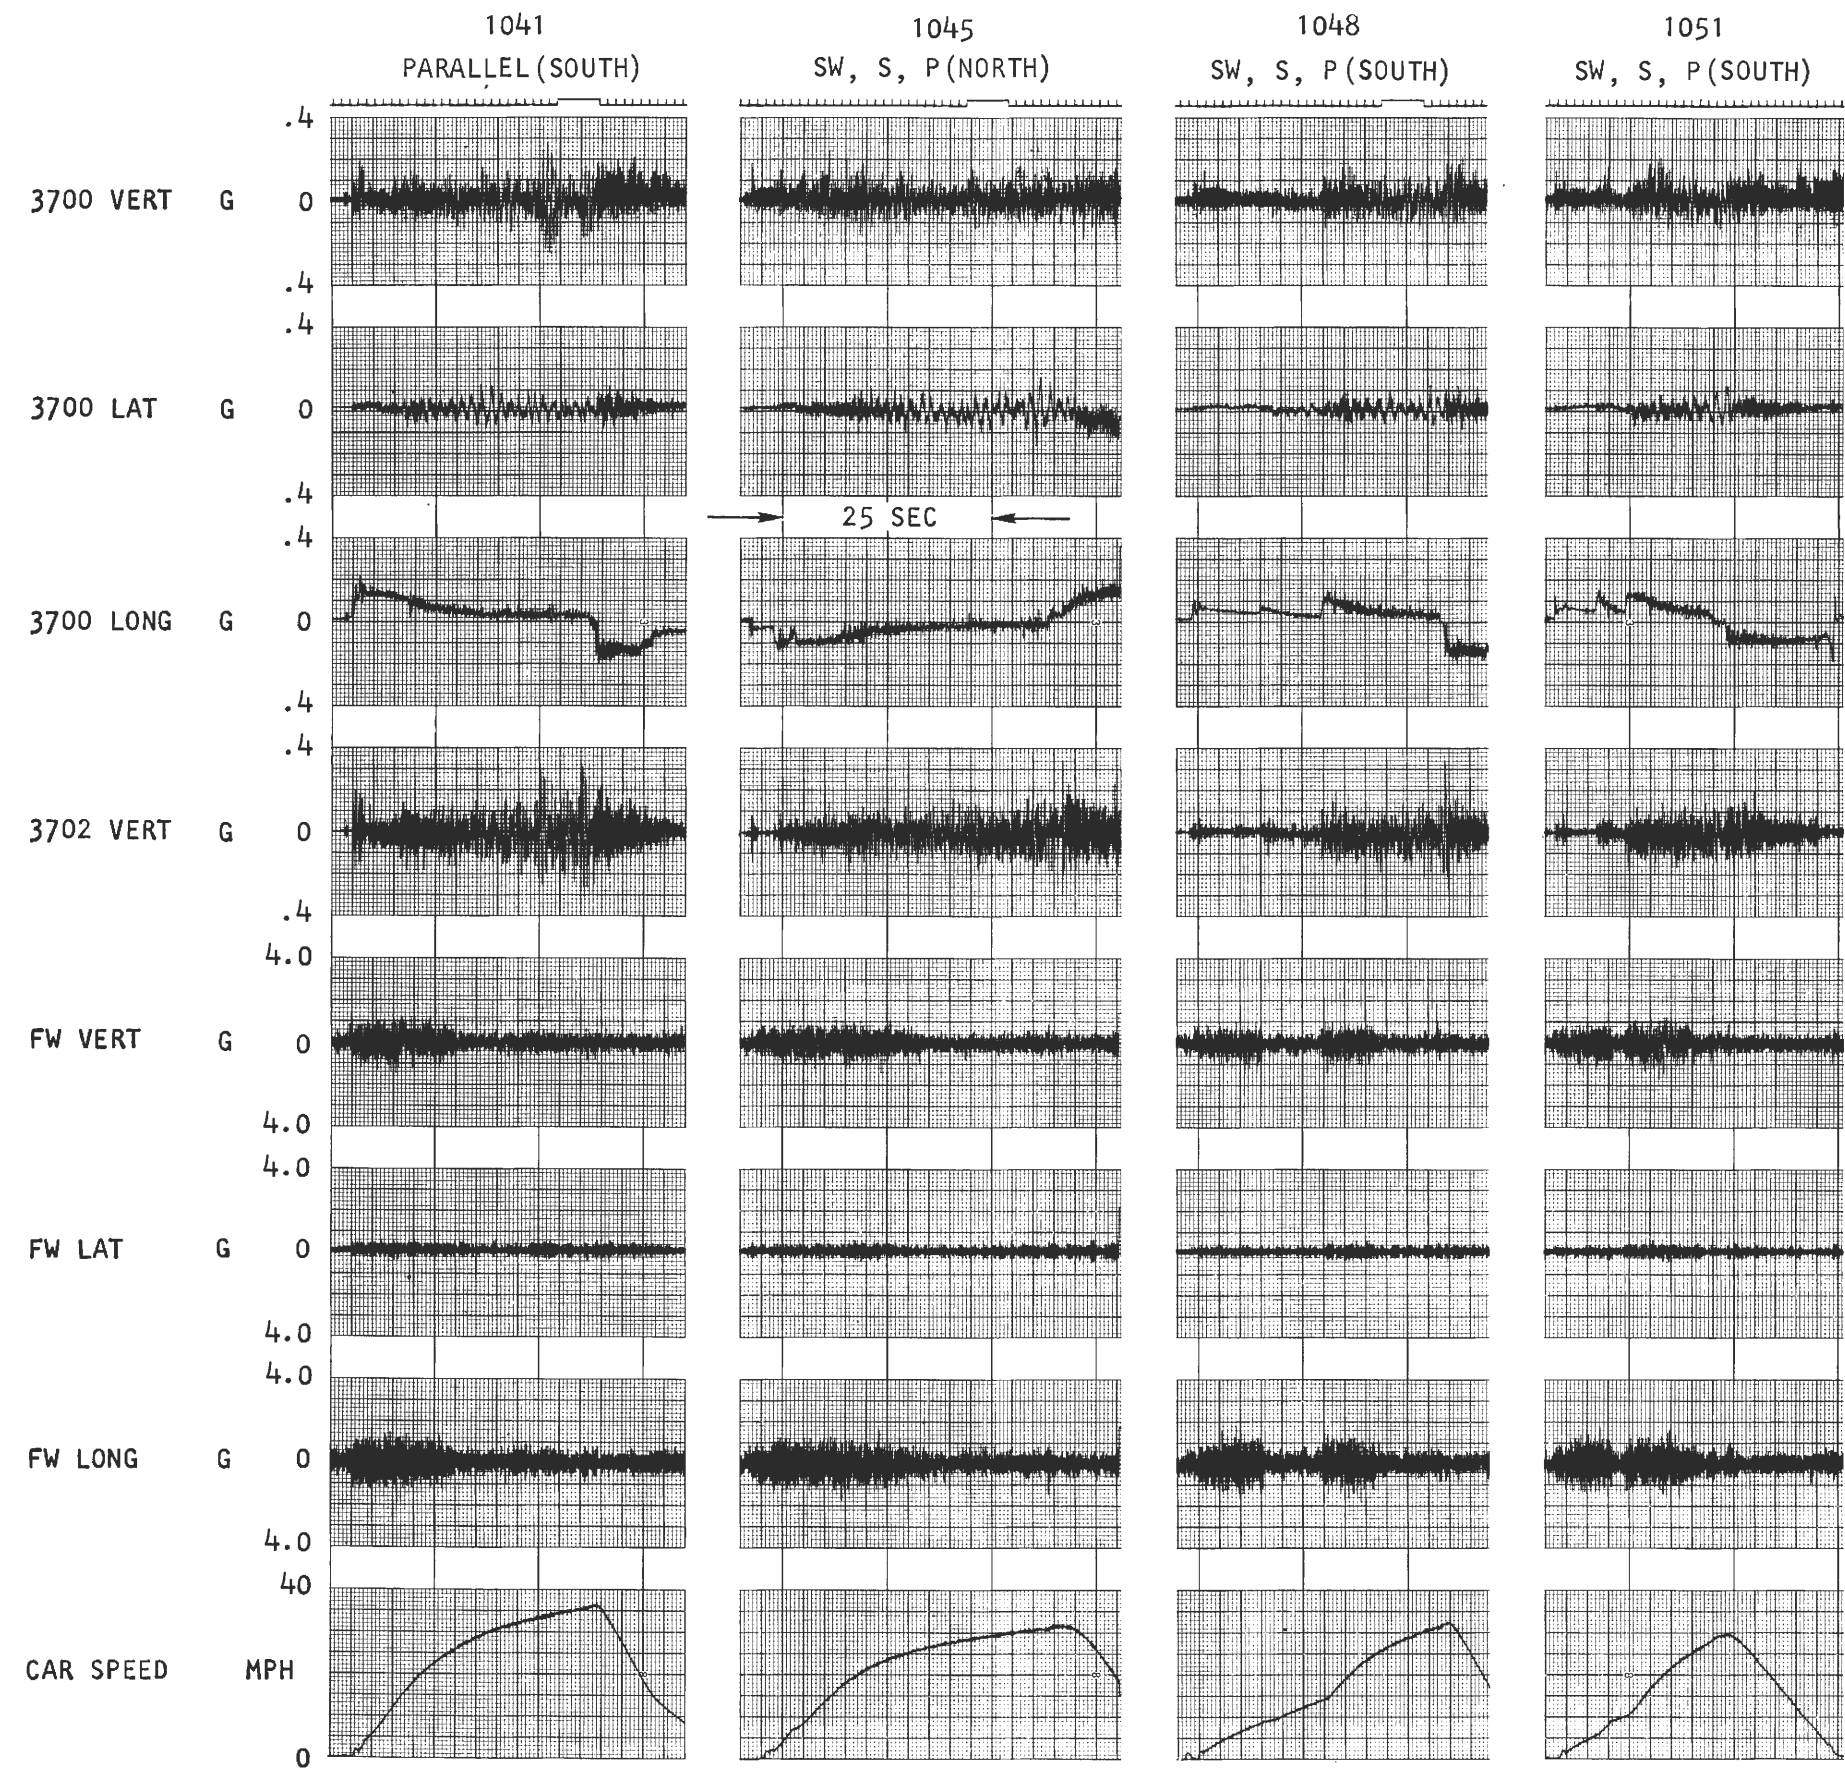 1041 1045 1048 1051
PARALLEL (SOUTH) SW, S, P (NORTH) SW, S, P (SOUTH) SW, S, P (SOUTH)
.4
3700 VERT G 0
.4
.4
3700 LAT G 0
.4
25 SEC
.4
3700 LONG G 0
.4
.4
3702 VERT G 0
.4
4.0
FW VERT G 0
4.0
4.0
FW LAT G 0
4.0
4.0
FW LONG G 0
4.0
40
CAR SPEED MPH
0